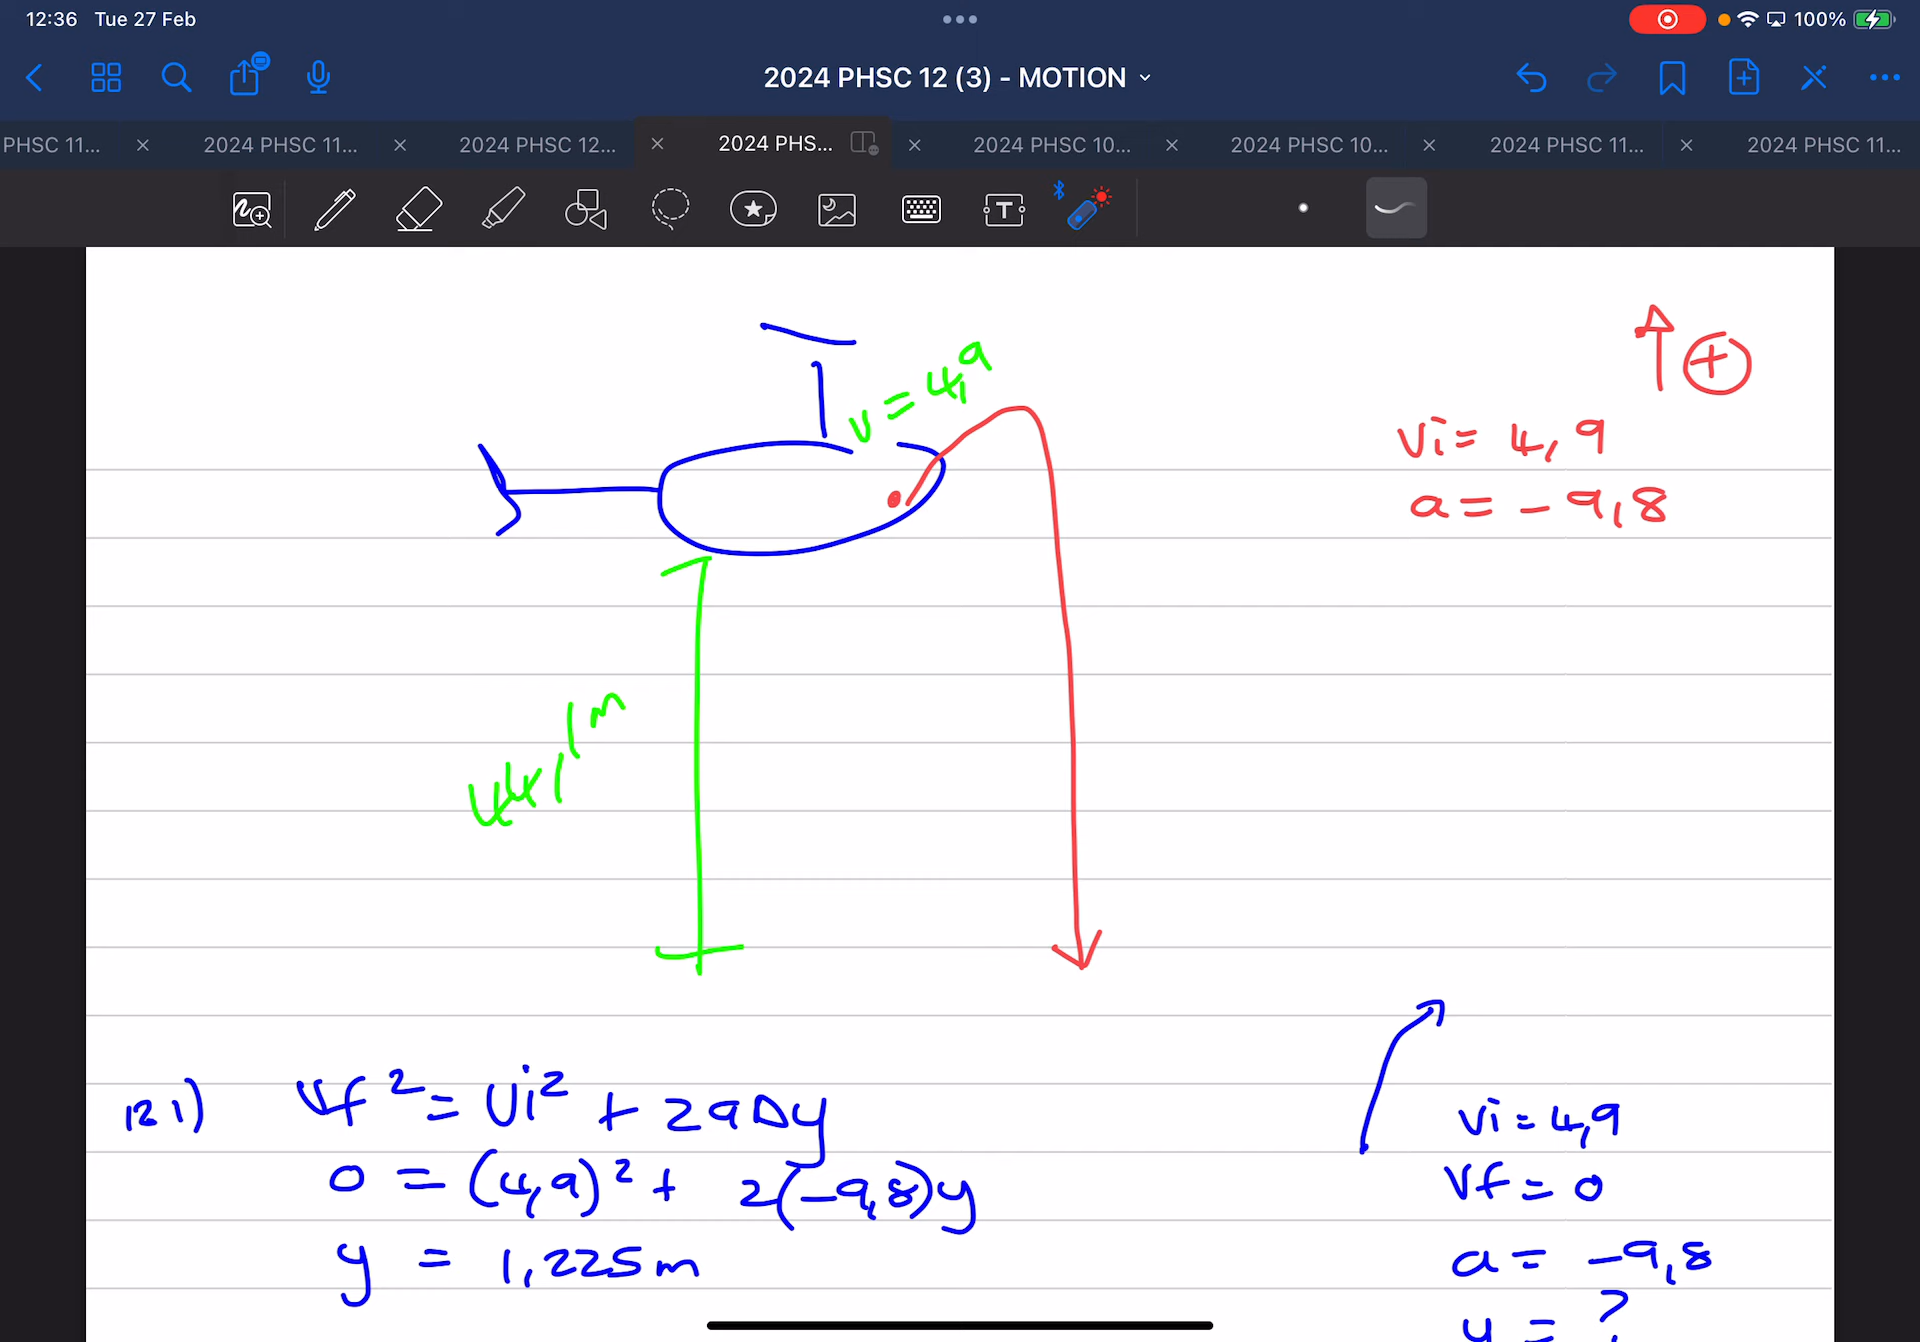 12:36 Tue 27 Feb
100%
2024 PHSC 12 (3) - MOTION
PHSC 11...
2024 PHSC 11...
2024 PHSC 12...
2024 PHS...
2024 PHSC 10...
2024 PHSC 10...
2024 PHSC 11...
2024 PHSC 11...
T
+
v = 4,9
vi = 4,9
a = -9,8
44,1m
12 1) Vf² = Vi² + 2aΔy
0 = (4,9)² + 2(-9,8)y
y = 1,225m
vi = 4,9
Vf = 0
a = -9,8
y = ?